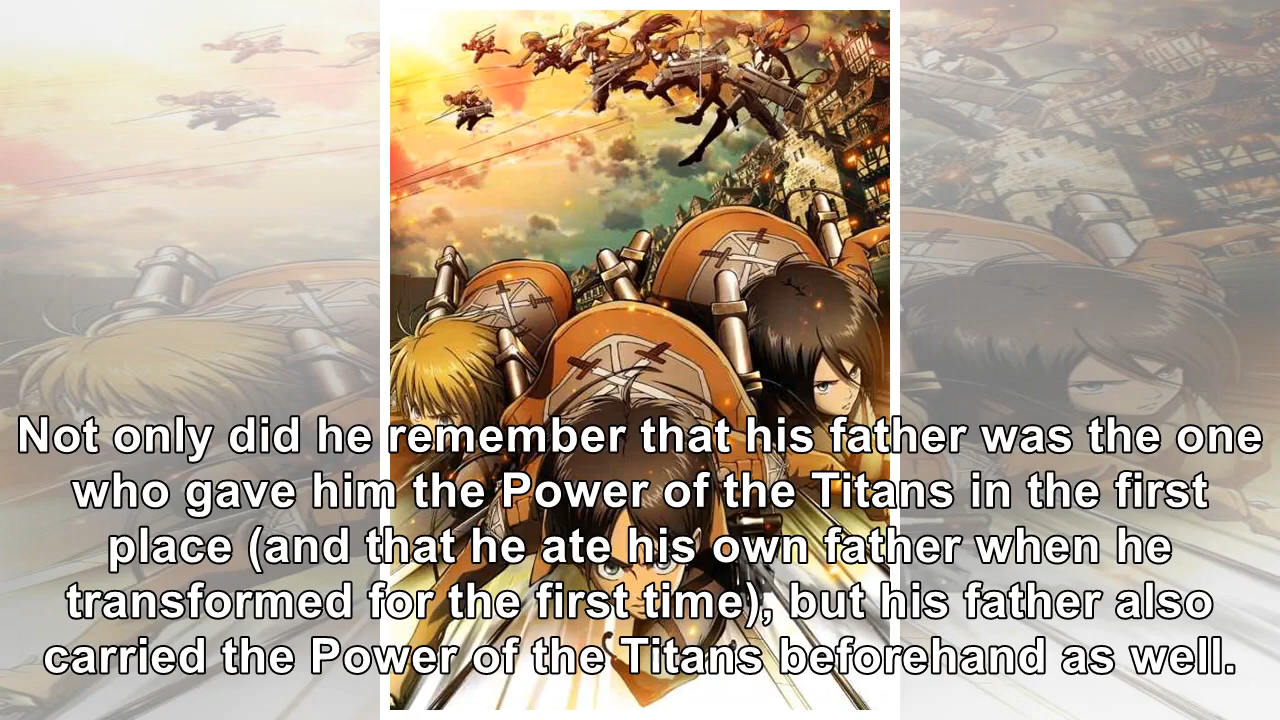 Not only did he remember that his father was the one
who gave him the Power of the Titans in the first
place (and that he ate his own father when he
transformed for the first time), but his father also
carried the Power of the Titans beforehand as well.